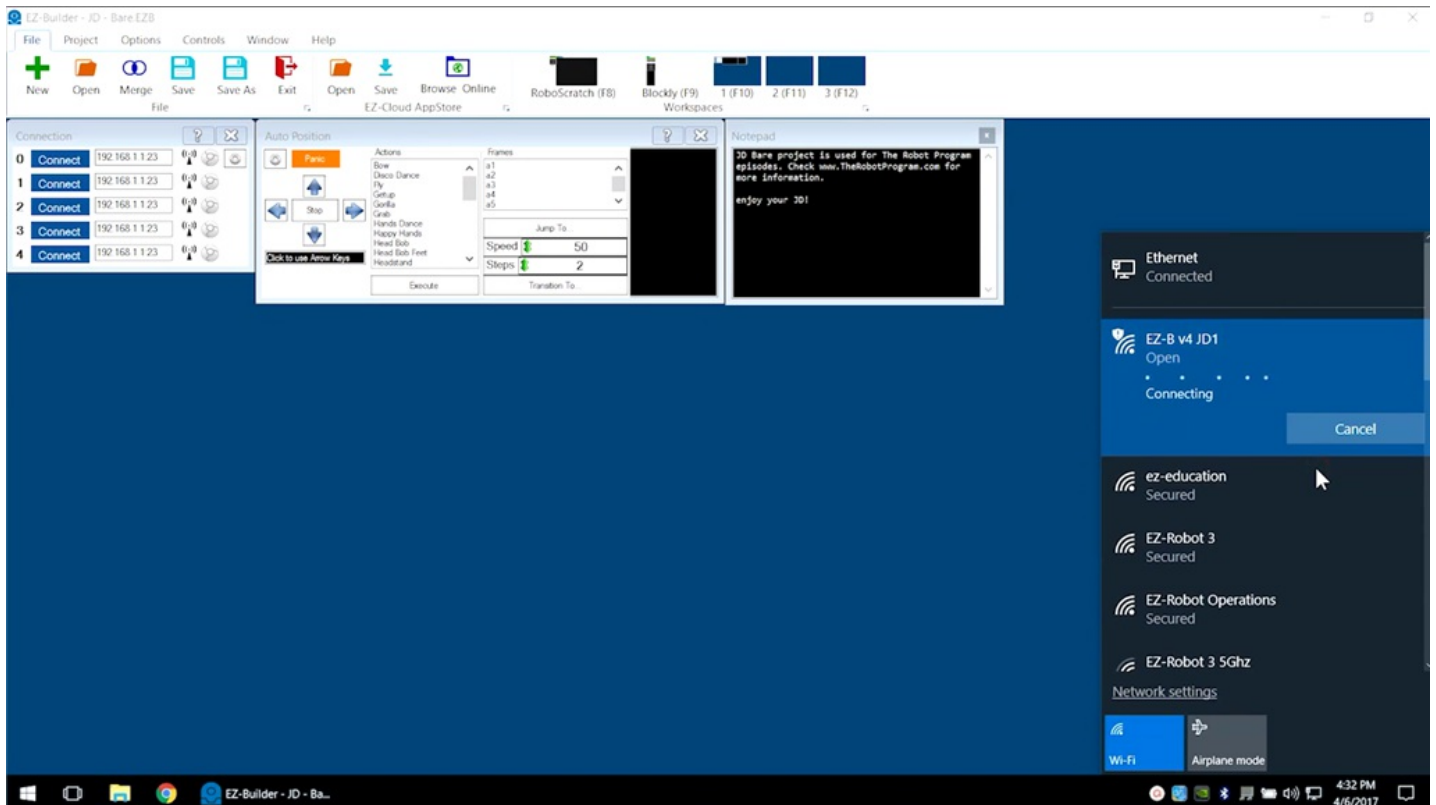 EZ-Builder - JD - Bare.EZB
File Project Options Controls Window Help
New Open Merge Save Save As Exit Open Save Browse Online RoboScratch (F8) Blockly (F9) 1 (F10) 2 (F11) 3 (F12)
File EZ-Cloud AppStore Workspaces
Connection
0 Connect 192.168.1.1:23
1 Connect 192.168.1.1:23
2 Connect 192.168.1.1:23
3 Connect 192.168.1.1:23
4 Connect 192.168.1.1:23
Auto Position
Panic
Stop
Click to use Arrow Keys
Actions
Bow
Disco Dance
Fly
Getup
Gorilla
Grab
Hands Dance
Happy Hands
Head Bob
Head Bob Feet
Headstand
Execute
Frames
a1
a2
a3
a4
a5
Jump To...
Speed 50
Steps 2
Transition To...
Notepad
JD Bare project is used for The Robot Program
episodes. Check www.TheRobotProgram.com for
more information.
enjoy your JD!
Ethernet
Connected
EZ-B v4 JD1
Open
Connecting
Cancel
ez-education
Secured
EZ-Robot 3
Secured
EZ-Robot Operations
Secured
EZ-Robot 3 5Ghz
Network settings
Wi-Fi Airplane mode
EZ-Builder - JD - Ba...
4:32 PM
4/6/2017